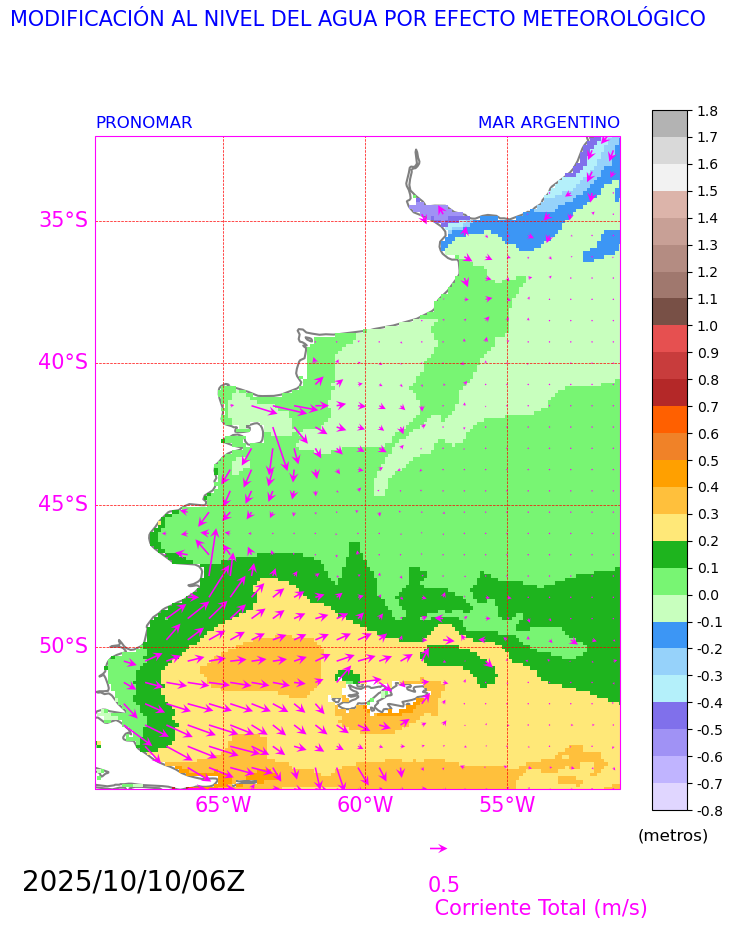 MODIFICACIÓN AL NIVEL DEL AGUA POR EFECTO METEOROLÓGICO
PRONOMAR MAR ARGENTINO
35°S
40°S
45°S
50°S
65°W 60°W 55°W
1.8
1.7
1.6
1.5
1.4
1.3
1.2
1.1
1.0
0.9
0.8
0.7
0.6
0.5
0.4
0.3
0.2
0.1
0.0
-0.1
-0.2
-0.3
-0.4
-0.5
-0.6
-0.7
-0.8
(metros)
2025/10/10/06Z
0.5
Corriente Total (m/s)